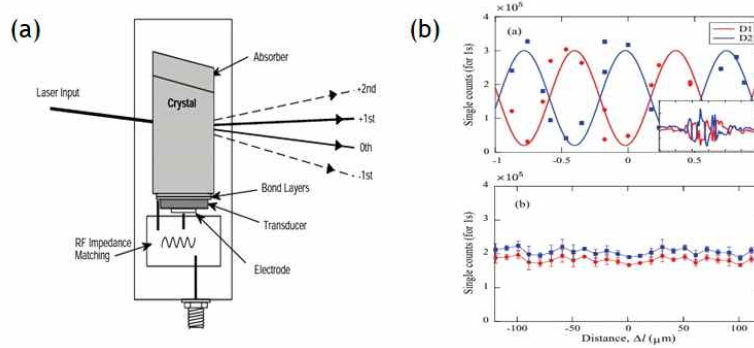 (a)
Absorber
Laser Input
Crystal
+2nd
+1st
0th
-1st
Bond Layers
Transducer
RF Impedance
Matching
Electrode
(b)
× 10⁵
(a)
D1
D2
4
3
2
1
0
Single counts (for 1s)
-1
-0.5
0
0.5
× 10⁵
(b)
4
3
2
1
0
Single counts (for 1s)
-100
-50
0
50
100
Distance, Δl (μm)